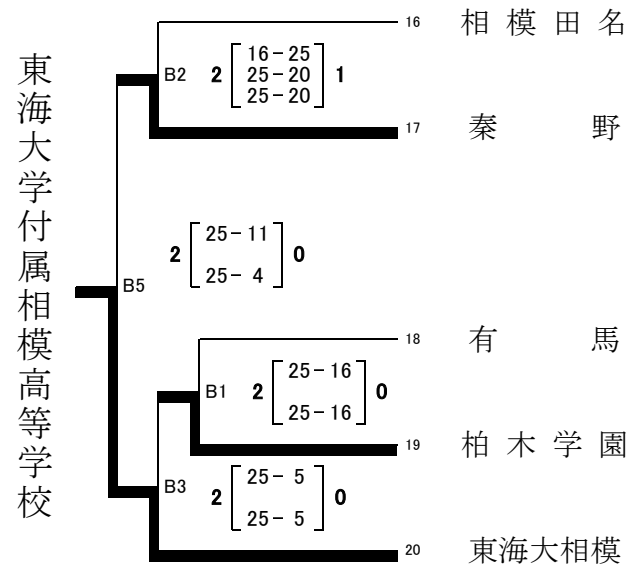 東海大学付属相模高等学校
16 相模田名
B2 2 16-25 1
25-20
25-20
17 秦野
B5 2 25-11 0
25-4
18 有馬
B1 2 25-16 0
25-16
19 柏木学園
B3 2 25-5 0
25-5
20 東海大相模